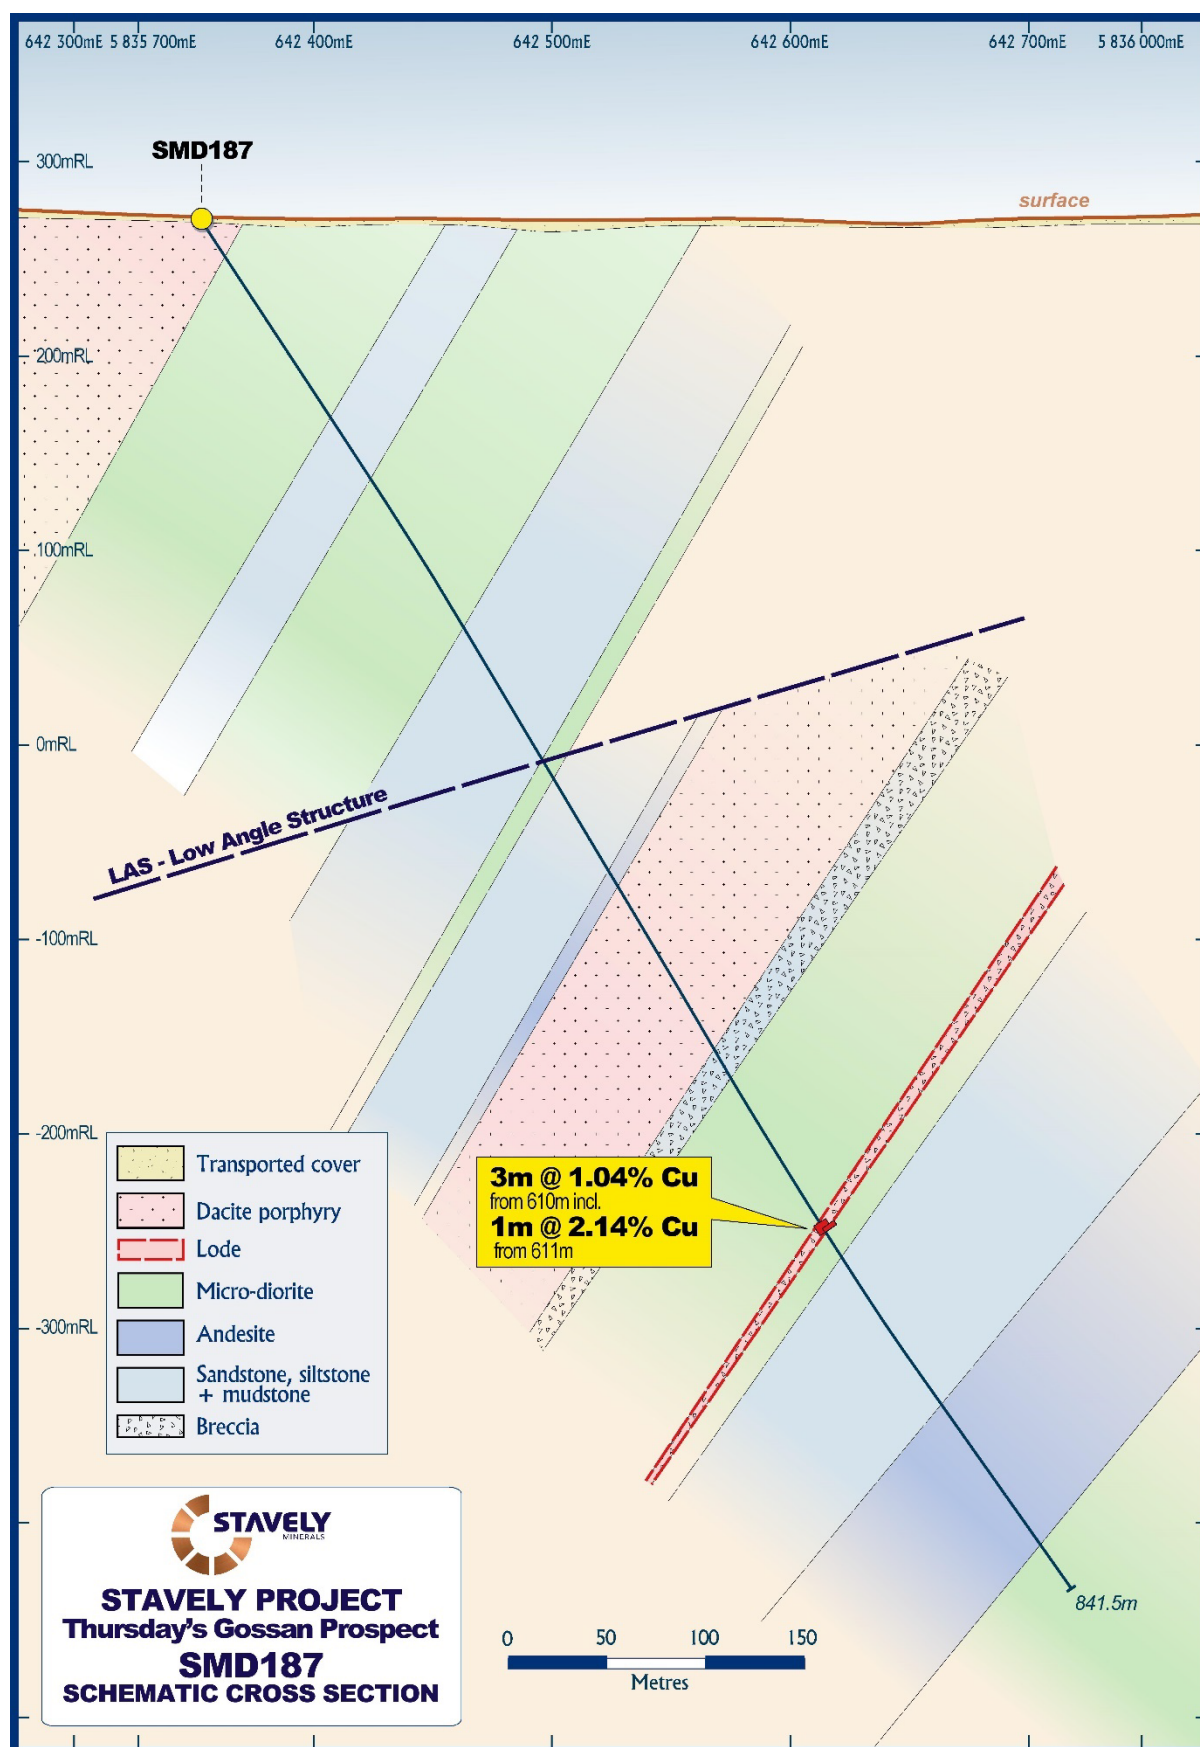 642 300mE 5 835 700mE 642 400mE 642 500mE 642 600mE 642 700mE 5 836 000mE
300mRL
SMD187
surface
200mRL
100mRL
0mRL
LAS - Low Angle Structure
-100mRL
-200mRL
3m @ 1.04% Cu
from 610m incl.
1m @ 2.14% Cu
from 611m
-300mRL
Transported cover
Dacite porphyry
Lode
Micro-diorite
Andesite
Sandstone, siltstone
+ mudstone
Breccia
STAVELY
MINERALS
STAVELY PROJECT
Thursday's Gossan Prospect
SMD187
SCHEMATIC CROSS SECTION
0 50 100 150
Metres
841.5m